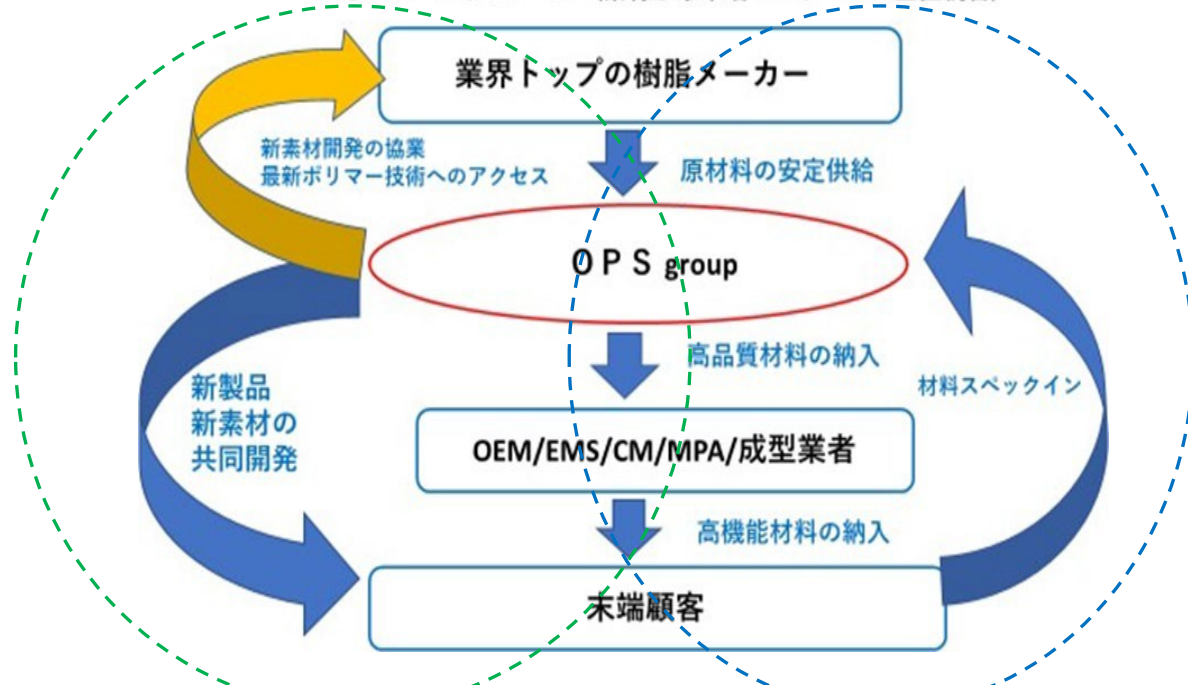 業界トップの樹脂メーカー
新素材開発の協業
最新ポリマー技術へのアクセス
原材料の安定供給
ＯＰＳ group
高品質材料の納入
材料スペックイン
新製品
新素材の
共同開発
OEM/EMS/CM/MPA/成型業者
高機能材料の納入
末端顧客